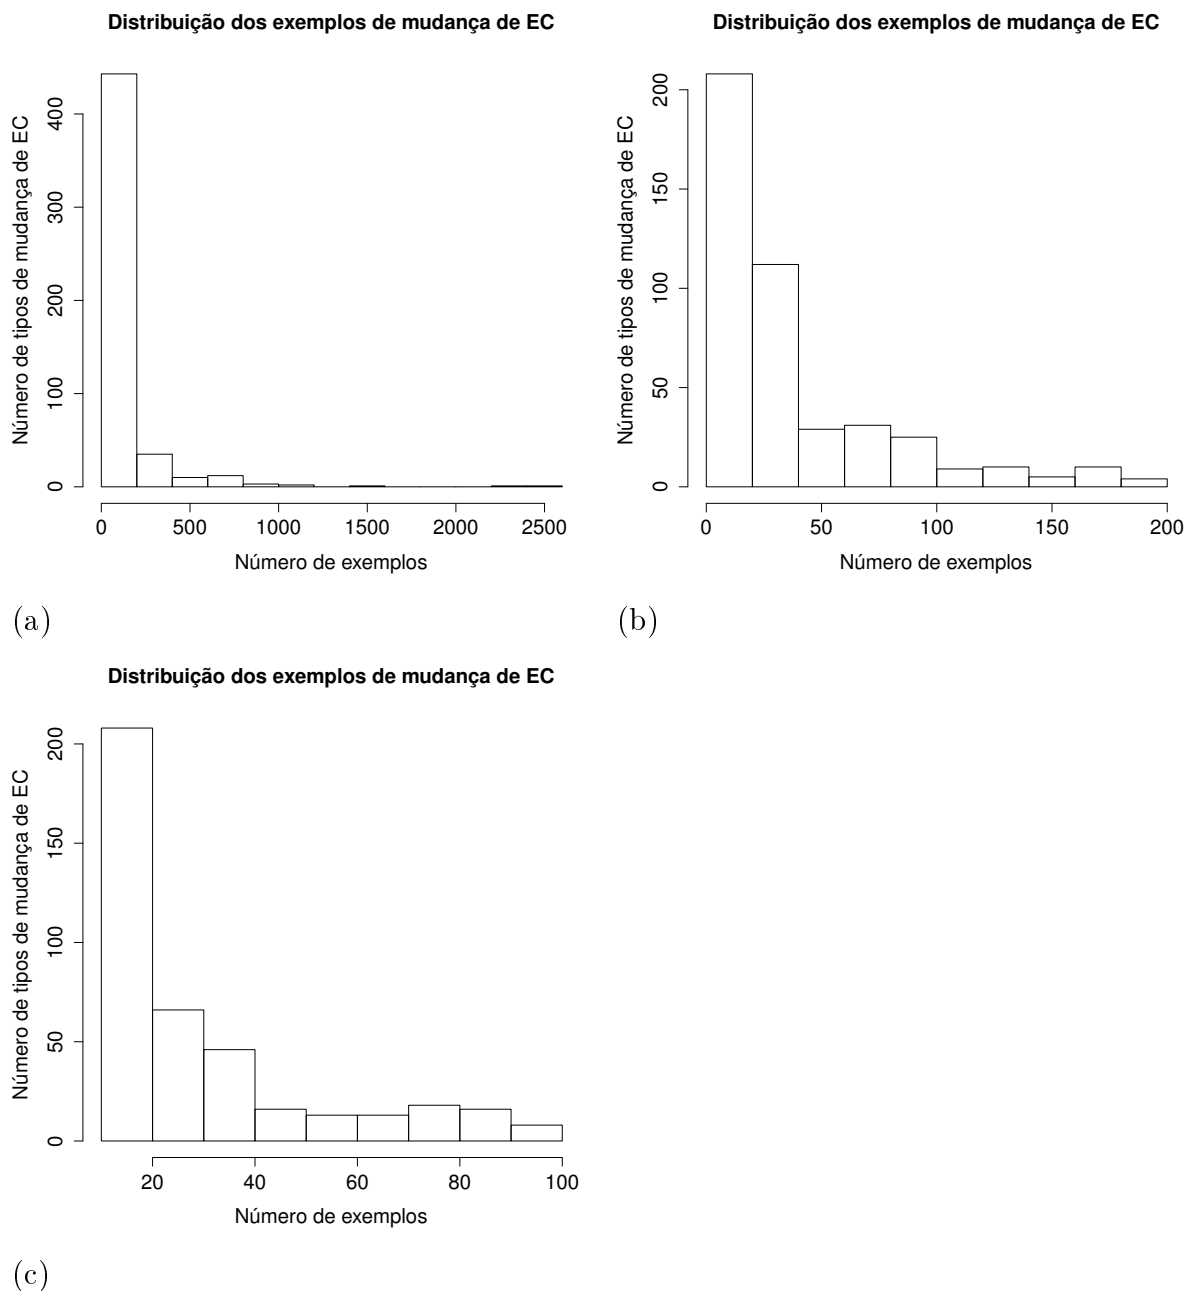 Distribuição dos exemplos de mudança de EC
Número de tipos de mudança de EC
400
300
200
100
0
0 500 1000 1500 2000 2500
Número de exemplos
(a)
Distribuição dos exemplos de mudança de EC
Número de tipos de mudança de EC
200
150
100
50
0
0 50 100 150 200
Número de exemplos
(b)
Distribuição dos exemplos de mudança de EC
Número de tipos de mudança de EC
200
150
100
50
0
20 40 60 80 100
Número de exemplos
(c)